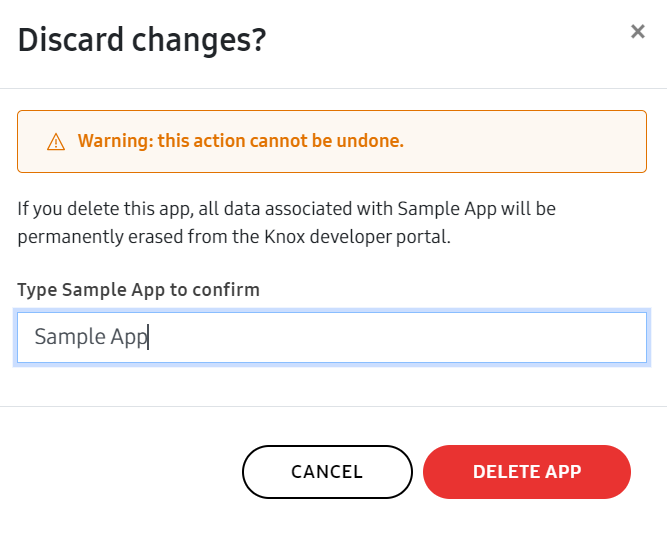 Discard changes?
×
Warning: this action cannot be undone.
If you delete this app, all data associated with Sample App will be
permanently erased from the Knox developer portal.
Type Sample App to confirm
Sample App
CANCEL
DELETE APP